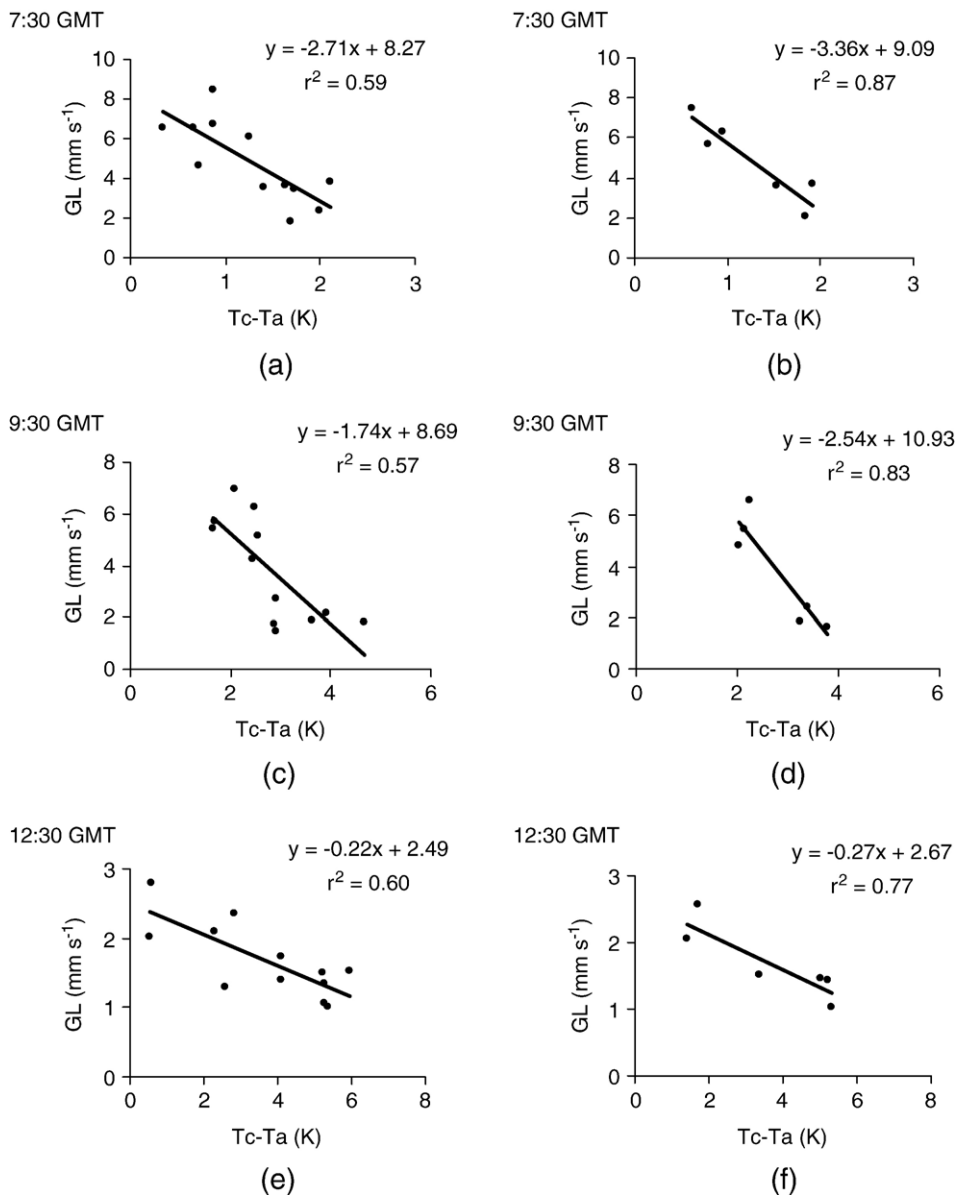 7:30 GMT
y = -2.71x + 8.27
r² = 0.59
10
8
6
4
2
0
GL (mm s⁻¹)
0 1 2 3
Tc-Ta (K)
(a)
7:30 GMT
y = -3.36x + 9.09
r² = 0.87
10
8
6
4
2
0
GL (mm s⁻¹)
0 1 2 3
Tc-Ta (K)
(b)
9:30 GMT
y = -1.74x + 8.69
r² = 0.57
8
6
4
2
0
GL (mm s⁻¹)
0 2 4 6
Tc-Ta (K)
(c)
9:30 GMT
y = -2.54x + 10.93
r² = 0.83
8
6
4
2
0
GL (mm s⁻¹)
0 2 4 6
Tc-Ta (K)
(d)
12:30 GMT
y = -0.22x + 2.49
r² = 0.60
3
2
1
0
GL (mm s⁻¹)
0 2 4 6 8
Tc-Ta (K)
(e)
12:30 GMT
y = -0.27x + 2.67
r² = 0.77
3
2
1
0
GL (mm s⁻¹)
0 2 4 6 8
Tc-Ta (K)
(f)